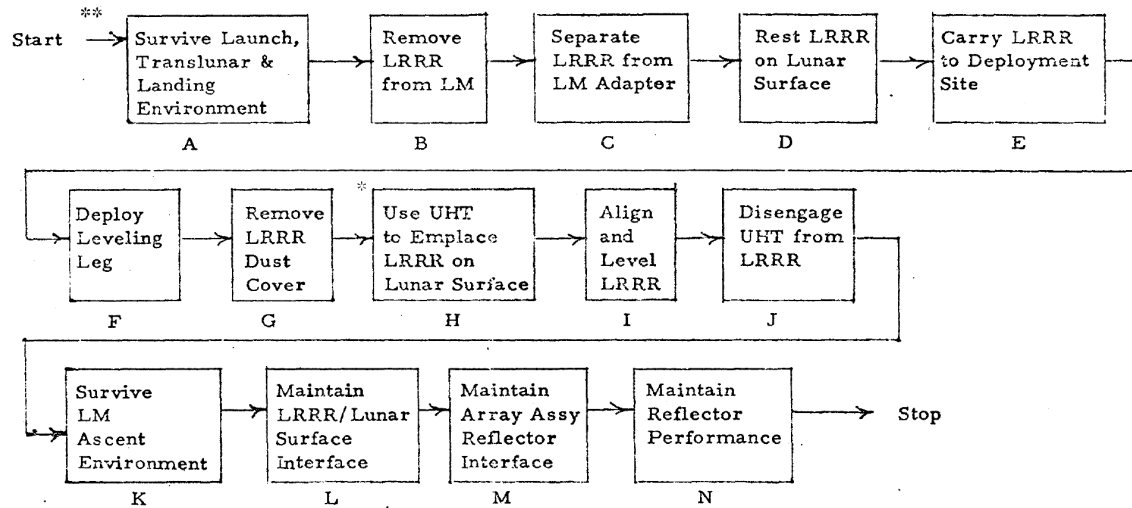 **
Start
Survive Launch,
Translunar &
Landing
Environment
A
Remove
LRRR
from LM
B
Separate
LRRR from
LM Adapter
C
Rest LRRR
on Lunar
Surface
D
Carry LRRR
to Deployment
Site
E
Deploy
Leveling
Leg
F
Remove
LRRR
Dust
Cover
G
*
Use UHT
to Emplace
LRRR on
Lunar Surface
H
Align
and
Level
LRRR
I
Disengage
UHT from
LRRR
J
Survive
LM
Ascent
Environment
K
Maintain
LRRR/Lunar
Surface
Interface
L
Maintain
Array Assy
Reflector
Interface
M
Maintain
Reflector
Performance
N
Stop